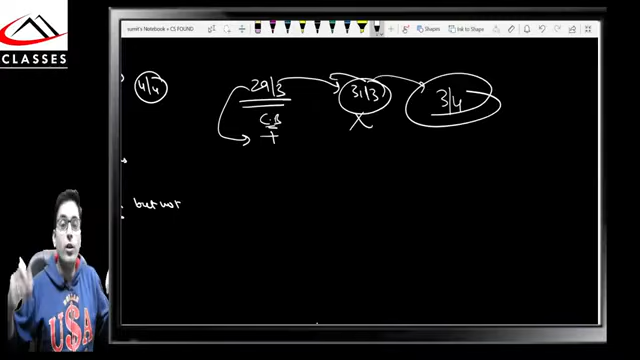 CLASSES
sumit's Notebook » CS FOUND
Shapes
Ink to Shape
4/4
29/3
31/3
3/4
C.B
+
X
but not
USA